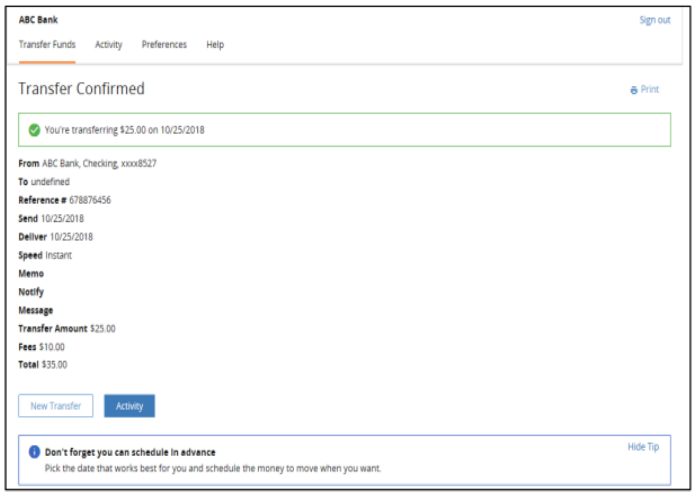 ABC Bank
Sign out
Transfer Funds Activity Preferences Help
Transfer Confirmed
Print
You're transferring $25.00 on 10/25/2018
From ABC Bank, Checking, xxxx8527
To undefined
Reference # 678876456
Send 10/25/2018
Deliver 10/25/2018
Speed Instant
Memo
Notify
Message
Transfer Amount $25.00
Fees $10.00
Total $35.00
New Transfer Activity
Don't forget you can schedule in advance
Hide Tip
Pick the date that works best for you and schedule the money to move when you want.